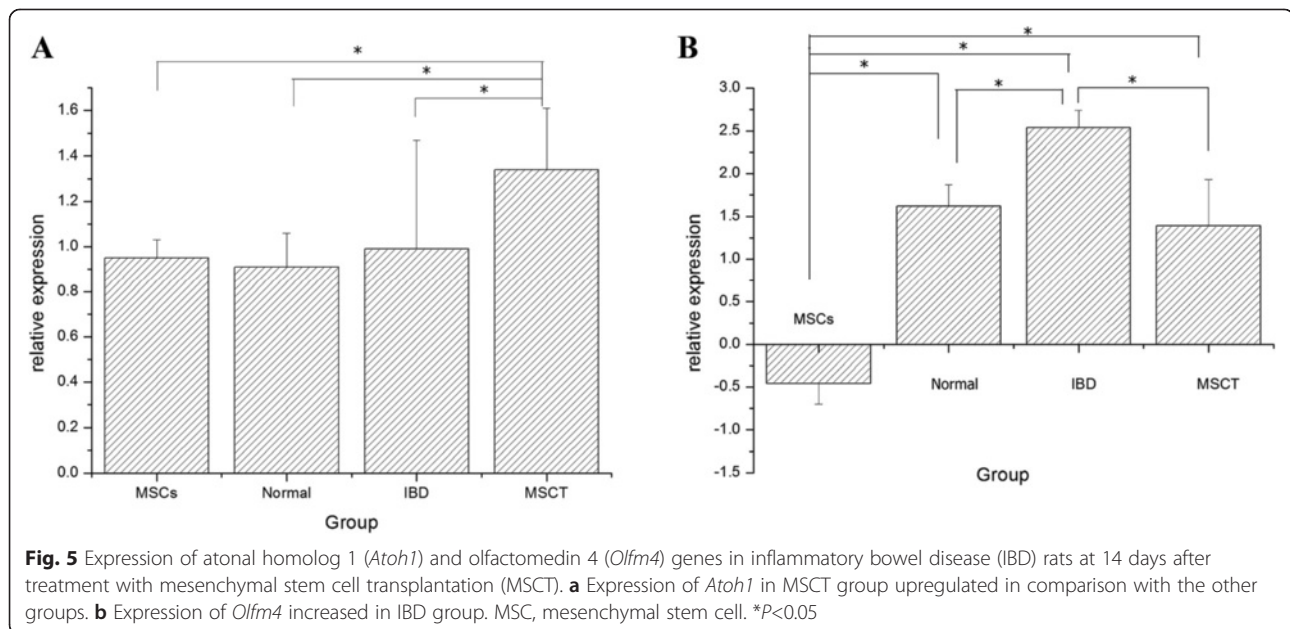 A
*
*
*
relative expression
1.6
1.4
1.2
1.0
0.8
0.6
0.4
0.2
0.0
MSCs Normal IBD MSCT
Group
B
*
*
*
*
*
relative expression
3.0
2.5
2.0
1.5
1.0
0.5
0.0
-0.5
-1.0
-1.5
MSCs
Normal IBD MSCT
Group
Fig. 5 Expression of atonal homolog 1 (Atoh1) and olfactomedin 4 (Olfm4) genes in inflammatory bowel disease (IBD) rats at 14 days after
treatment with mesenchymal stem cell transplantation (MSCT). a Expression of Atoh1 in MSCT group upregulated in comparison with the other
groups. b Expression of Olfm4 increased in IBD group. MSC, mesenchymal stem cell. *P<0.05